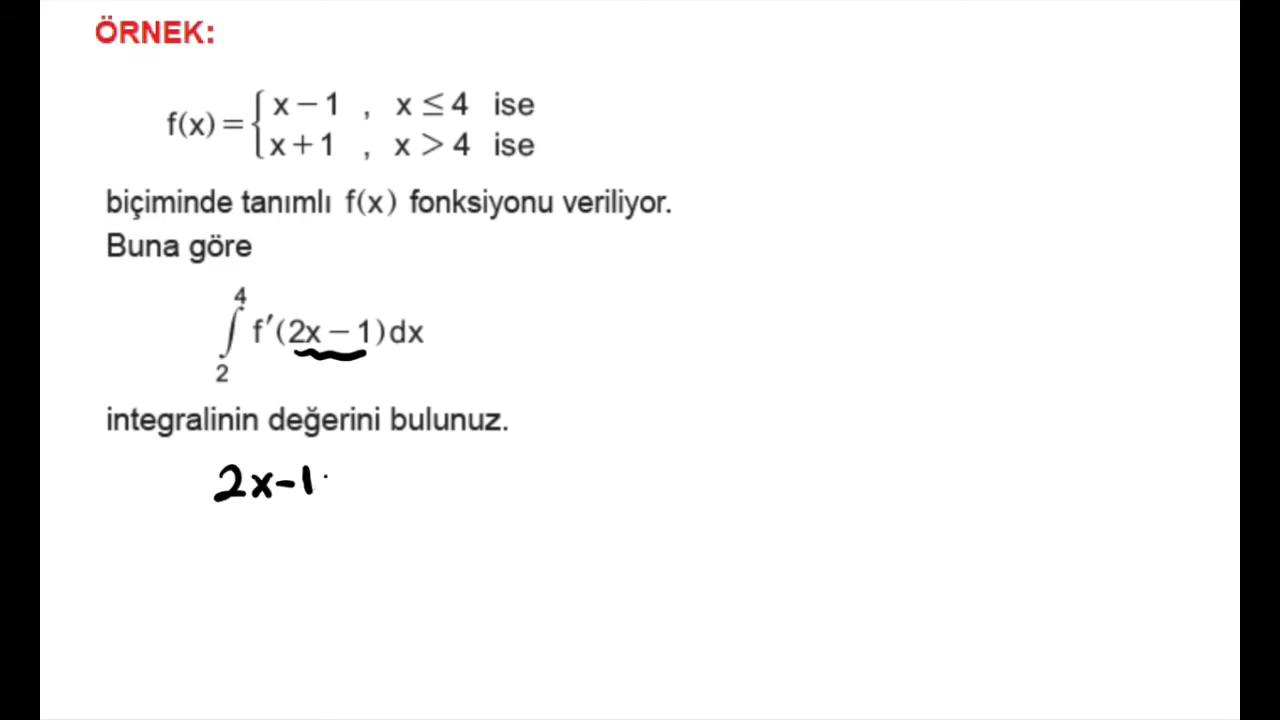 ÖRNEK:
f(x) = { x − 1 , x ≤ 4 ise
x + 1 , x > 4 ise
biçiminde tanımlı f(x) fonksiyonu veriliyor.
Buna göre
4
∫ f′(2x − 1)dx
2
integralinin değerini bulunuz.
2x-1